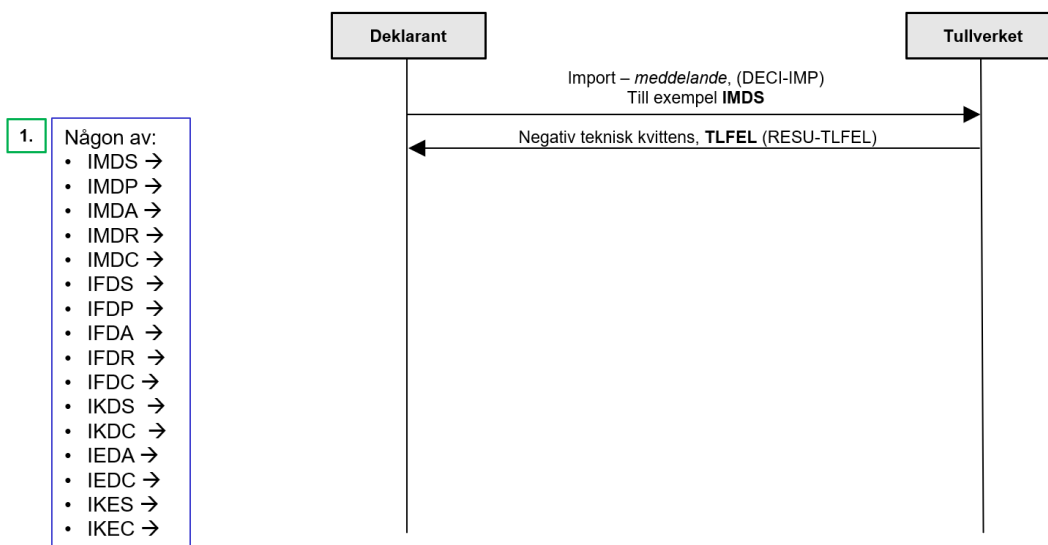 Deklarant
Tullverket
Import – meddelande, (DECI-IMP)
Till exempel IMDS
Negativ teknisk kvittens, TLFEL (RESU-TLFEL)
1.
Någon av:
• IMDS →
• IMDP →
• IMDA →
• IMDR →
• IMDC →
• IFDS →
• IFDP →
• IFDA →
• IFDR →
• IFDC →
• IKDS →
• IKDC →
• IEDA →
• IEDC →
• IKES →
• IKEC →